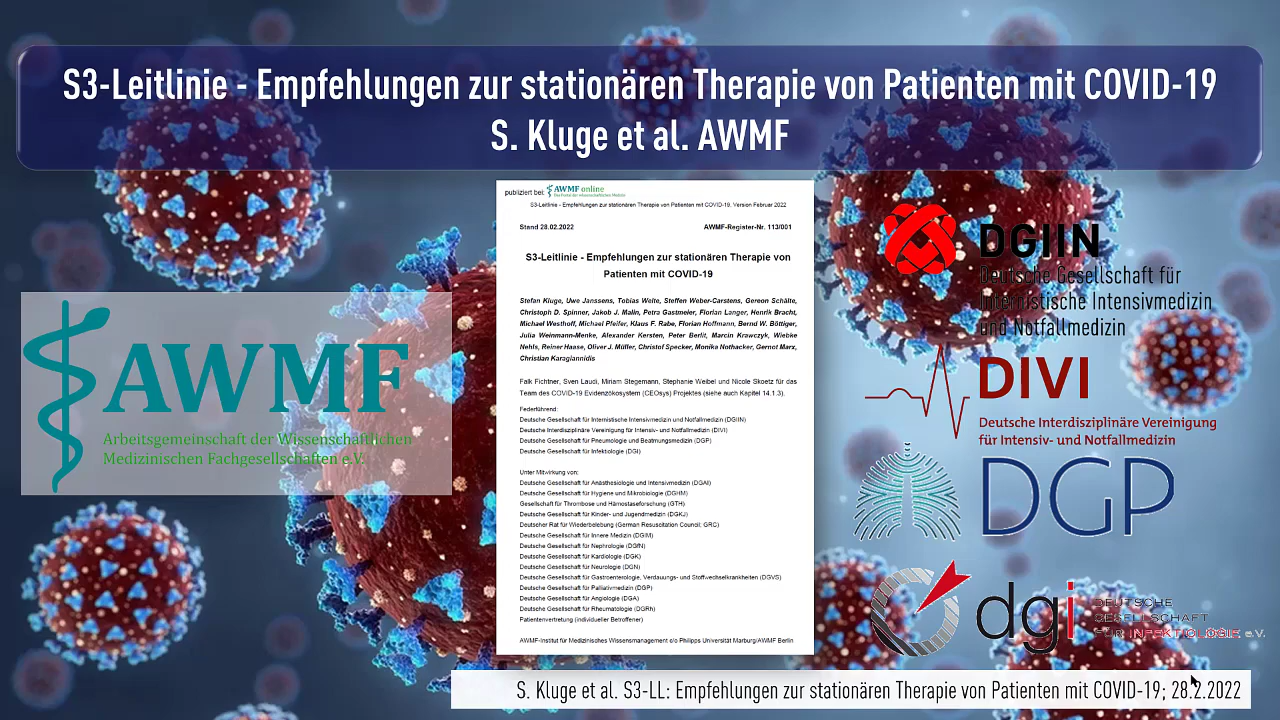 S3-Leitlinie - Empfehlungen zur stationären Therapie von Patienten mit COVID-19
S. Kluge et al. AWMF
publiziert bei: AWMF online
Das Portal der wissenschaftlichen Medizin
S3-Leitlinie - Empfehlungen zur stationären Therapie von Patienten mit COVID-19. Version Februar 2022
Stand 28.02.2022 AWMF-Register-Nr. 113/001
S3-Leitlinie - Empfehlungen zur stationären Therapie von
Patienten mit COVID-19
Stefan Kluge, Uwe Janssens, Tobias Welte, Steffen Weber-Carstens, Gereon Schälte,
Christoph D. Spinner, Jakob J. Malin, Petra Gastmeier, Florian Langer, Henrik Bracht,
Michael Westhoff, Michael Pfeifer, Klaus F. Rabe, Florian Hoffmann, Bernd W. Böttiger,
Julia Weinmann-Menke, Alexander Kersten, Peter Berlit, Marcin Krawczyk, Wiebke
Nehls, Reiner Haase, Oliver J. Müller, Christof Specker, Monika Nothacker, Gernot Marx,
Christian Karagiannidis
Falk Fichtner, Sven Laudi, Miriam Stegemann, Stephanie Weibel und Nicole Skoetz für das
Team des COVID-19 Evidenzökosystem (CEOsys) Projektes (siehe auch Kapitel 14.1.3).
Federführend:
Deutsche Gesellschaft für Internistische Intensivmedizin und Notfallmedizin (DGIIN)
Deutsche Interdisziplinäre Vereinigung für Intensiv- und Notfallmedizin (DIVI)
Deutsche Gesellschaft für Pneumologie und Beatmungsmedizin (DGP)
Deutsche Gesellschaft für Infektiologie (DGI)
Unter Mitwirkung von:
Deutsche Gesellschaft für Anästhesiologie und Intensivmedizin (DGAI)
Deutsche Gesellschaft für Hygiene und Mikrobiologie (DGHM)
Gesellschaft für Thrombose und Hämostaseforschung (GTH)
Deutsche Gesellschaft für Kinder- und Jugendmedizin (DGKJ)
Deutscher Rat für Wiederbelebung (German Resuscitation Council; GRC)
Deutsche Gesellschaft für Innere Medizin (DGIM)
Deutsche Gesellschaft für Nephrologie (DGfN)
Deutsche Gesellschaft für Kardiologie (DGK)
Deutsche Gesellschaft für Neurologie (DGN)
Deutsche Gesellschaft für Gastroenterologie, Verdauungs- und Stoffwechselkrankheiten (DGVS)
Deutsche Gesellschaft für Palliativmedizin (DGP)
Deutsche Gesellschaft für Angiologie (DGA)
Deutsche Gesellschaft für Rheumatologie (DGRh)
Patientenvertretung (individueller Betroffener)
AWMF-Institut für Medizinisches Wissensmanagement c/o Philipps Universität Marburg/AWMF Berlin
AWMF
Arbeitsgemeinschaft der Wissenschaftlichen
Medizinischen Fachgesellschaften e.V.
DGIIN
Deutsche Gesellschaft für
Internistische Intensivmedizin
und Notfallmedizin
DIVI
Deutsche Interdisziplinäre Vereinigung
für Intensiv- und Notfallmedizin
DGP
dgI DEUTSCHE
GESELLSCHAFT
FÜR INFEKTIOLOGIE e.V.
S. Kluge et al. S3-LL: Empfehlungen zur stationären Therapie von Patienten mit COVID-19; 28.2.2022